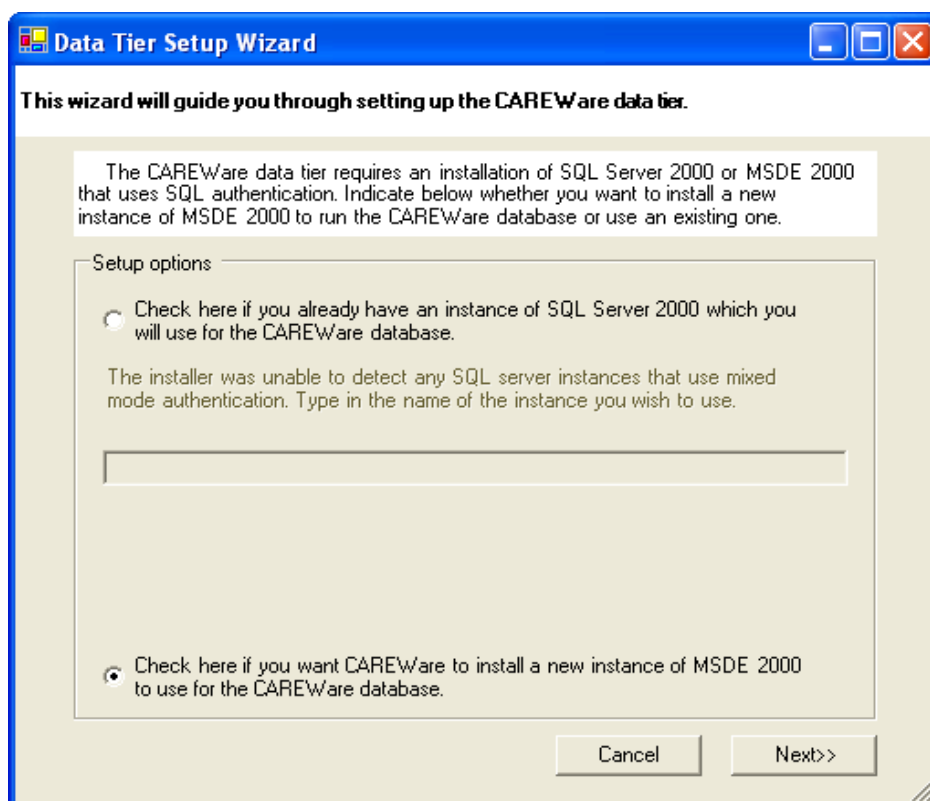 Data Tier Setup Wizard
This wizard will guide you through setting up the CAREWare data tier.
The CAREWare data tier requires an installation of SQL Server 2000 or MSDE 2000
that uses SQL authentication. Indicate below whether you want to install a new
instance of MSDE 2000 to run the CAREWare database or use an existing one.
Setup options
Check here if you already have an instance of SQL Server 2000 which you
will use for the CAREWare database.
The installer was unable to detect any SQL server instances that use mixed
mode authentication. Type in the name of the instance you wish to use.
Check here if you want CAREWare to install a new instance of MSDE 2000
to use for the CAREWare database.
Cancel
Next>>